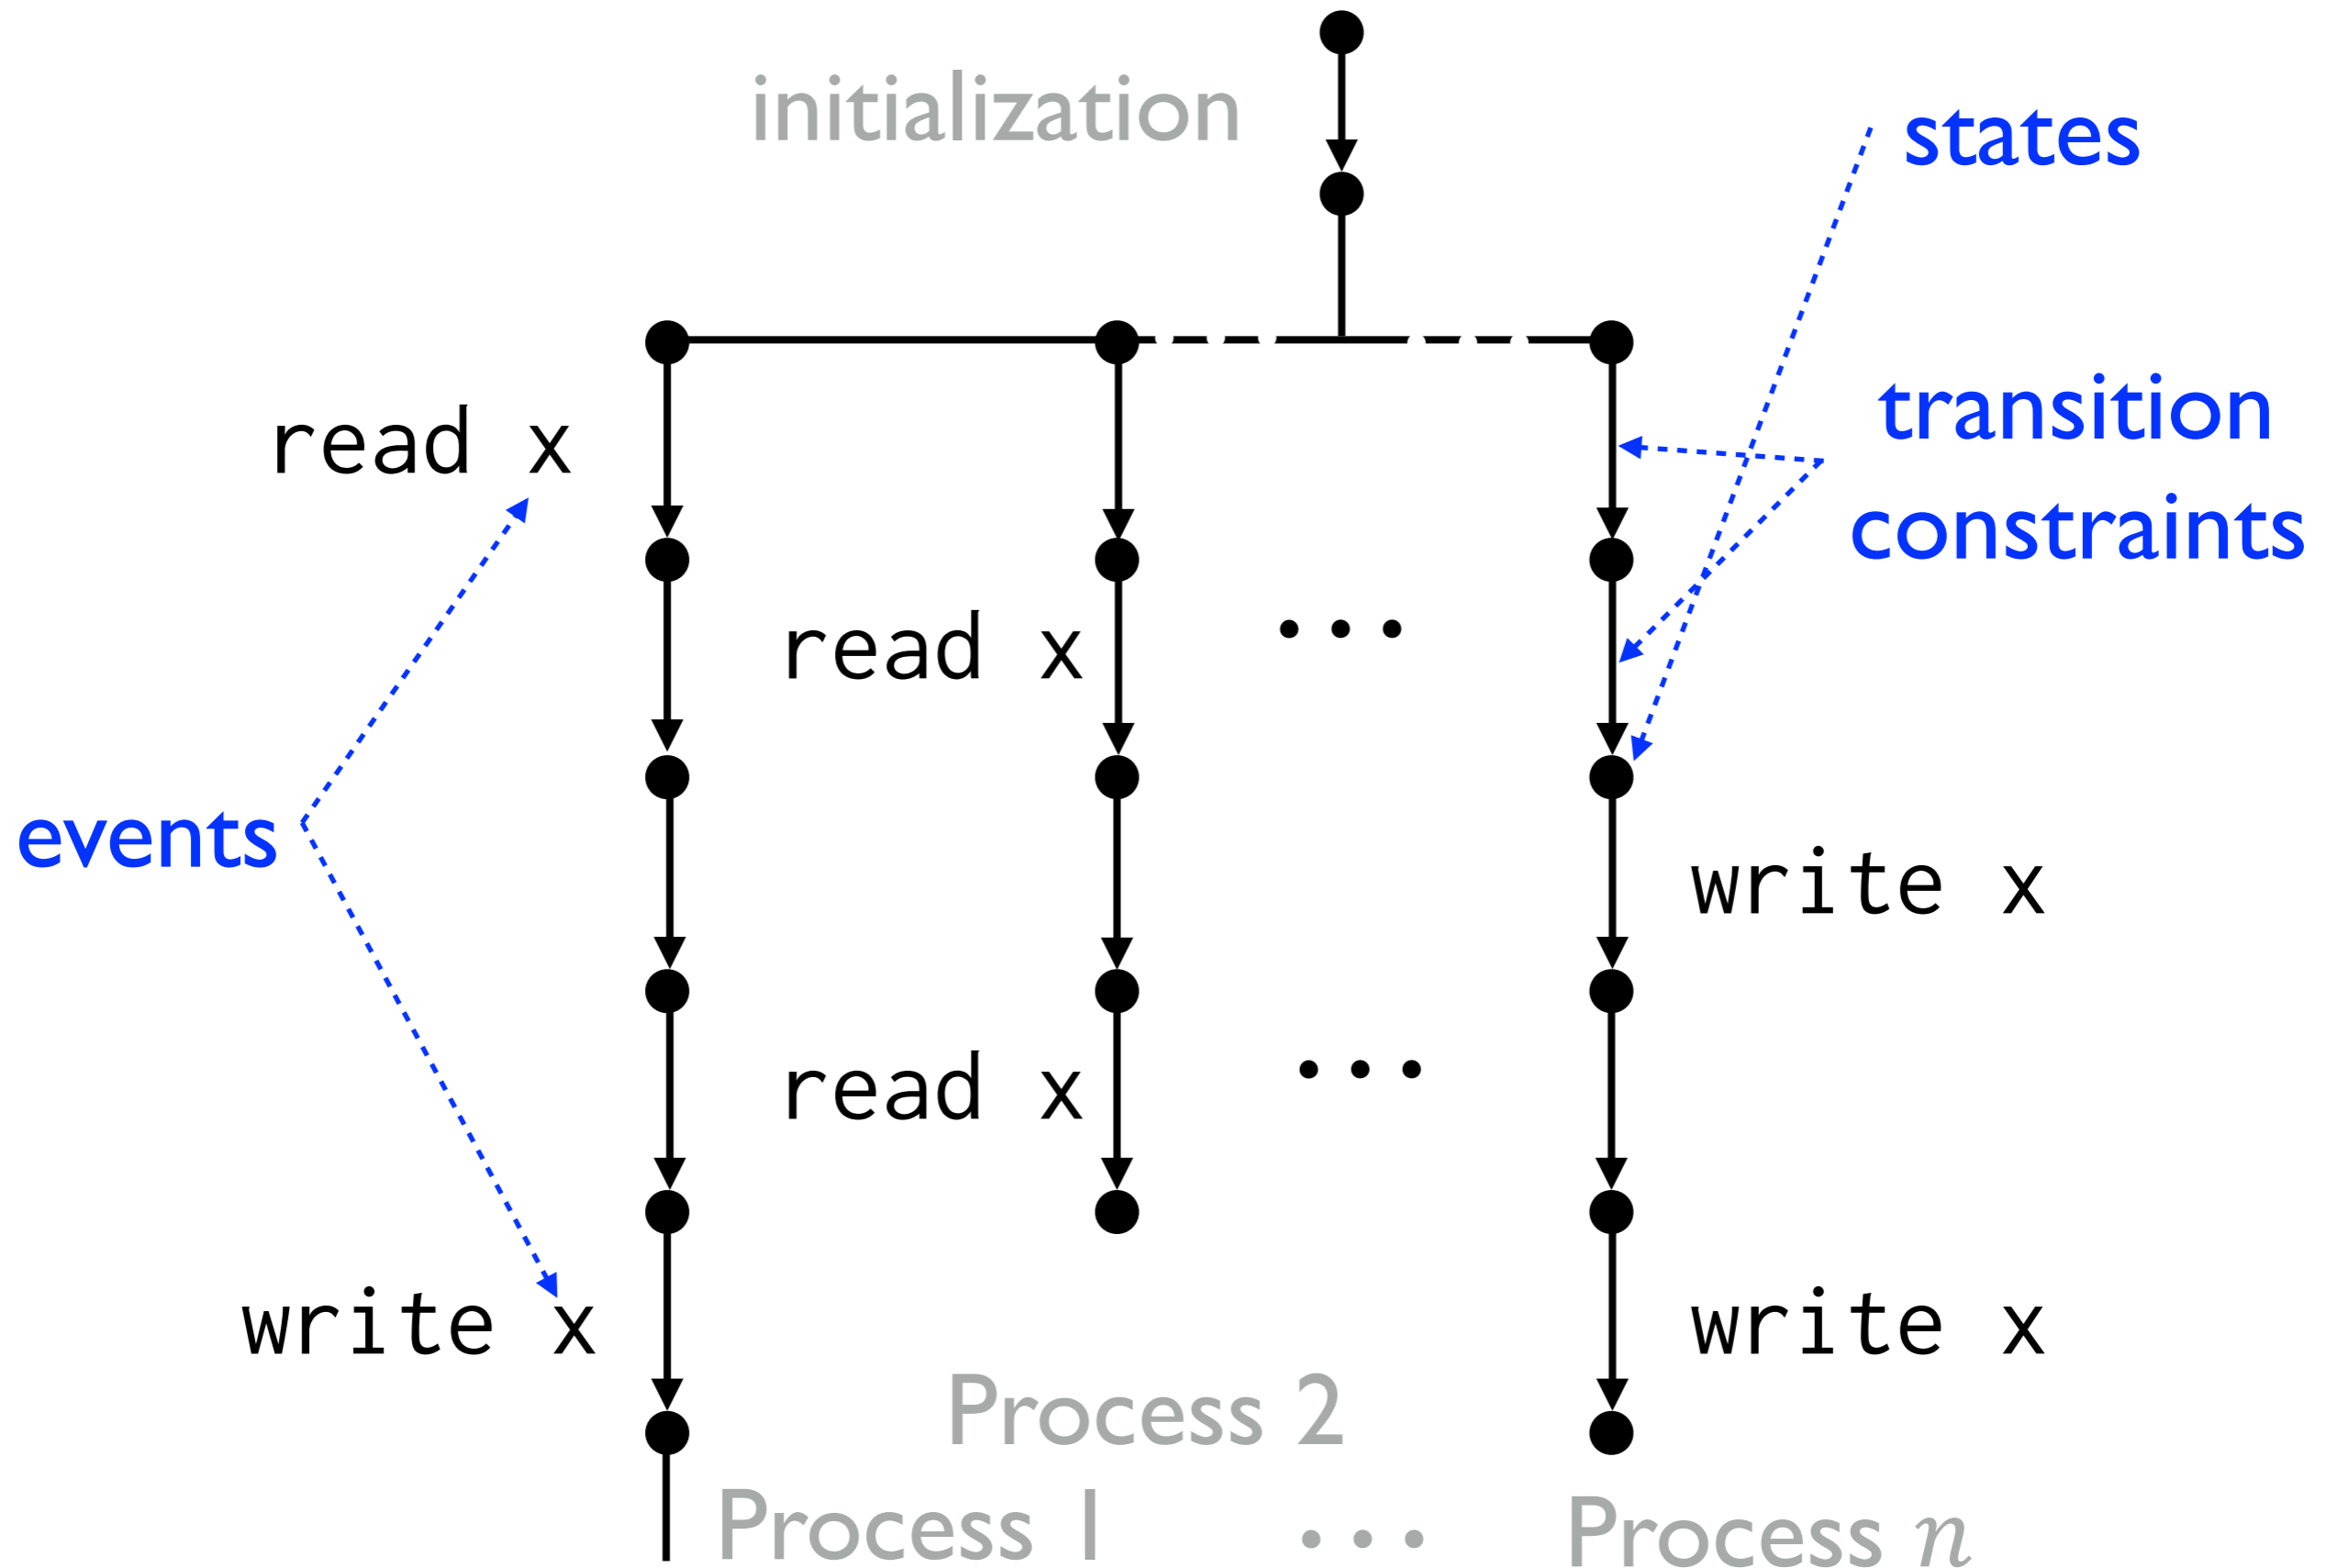 initialization
states
transition
constraints
read x
read x
...
events
write x
read x
...
write x
write x
Process 2
Process 1
...
Process n